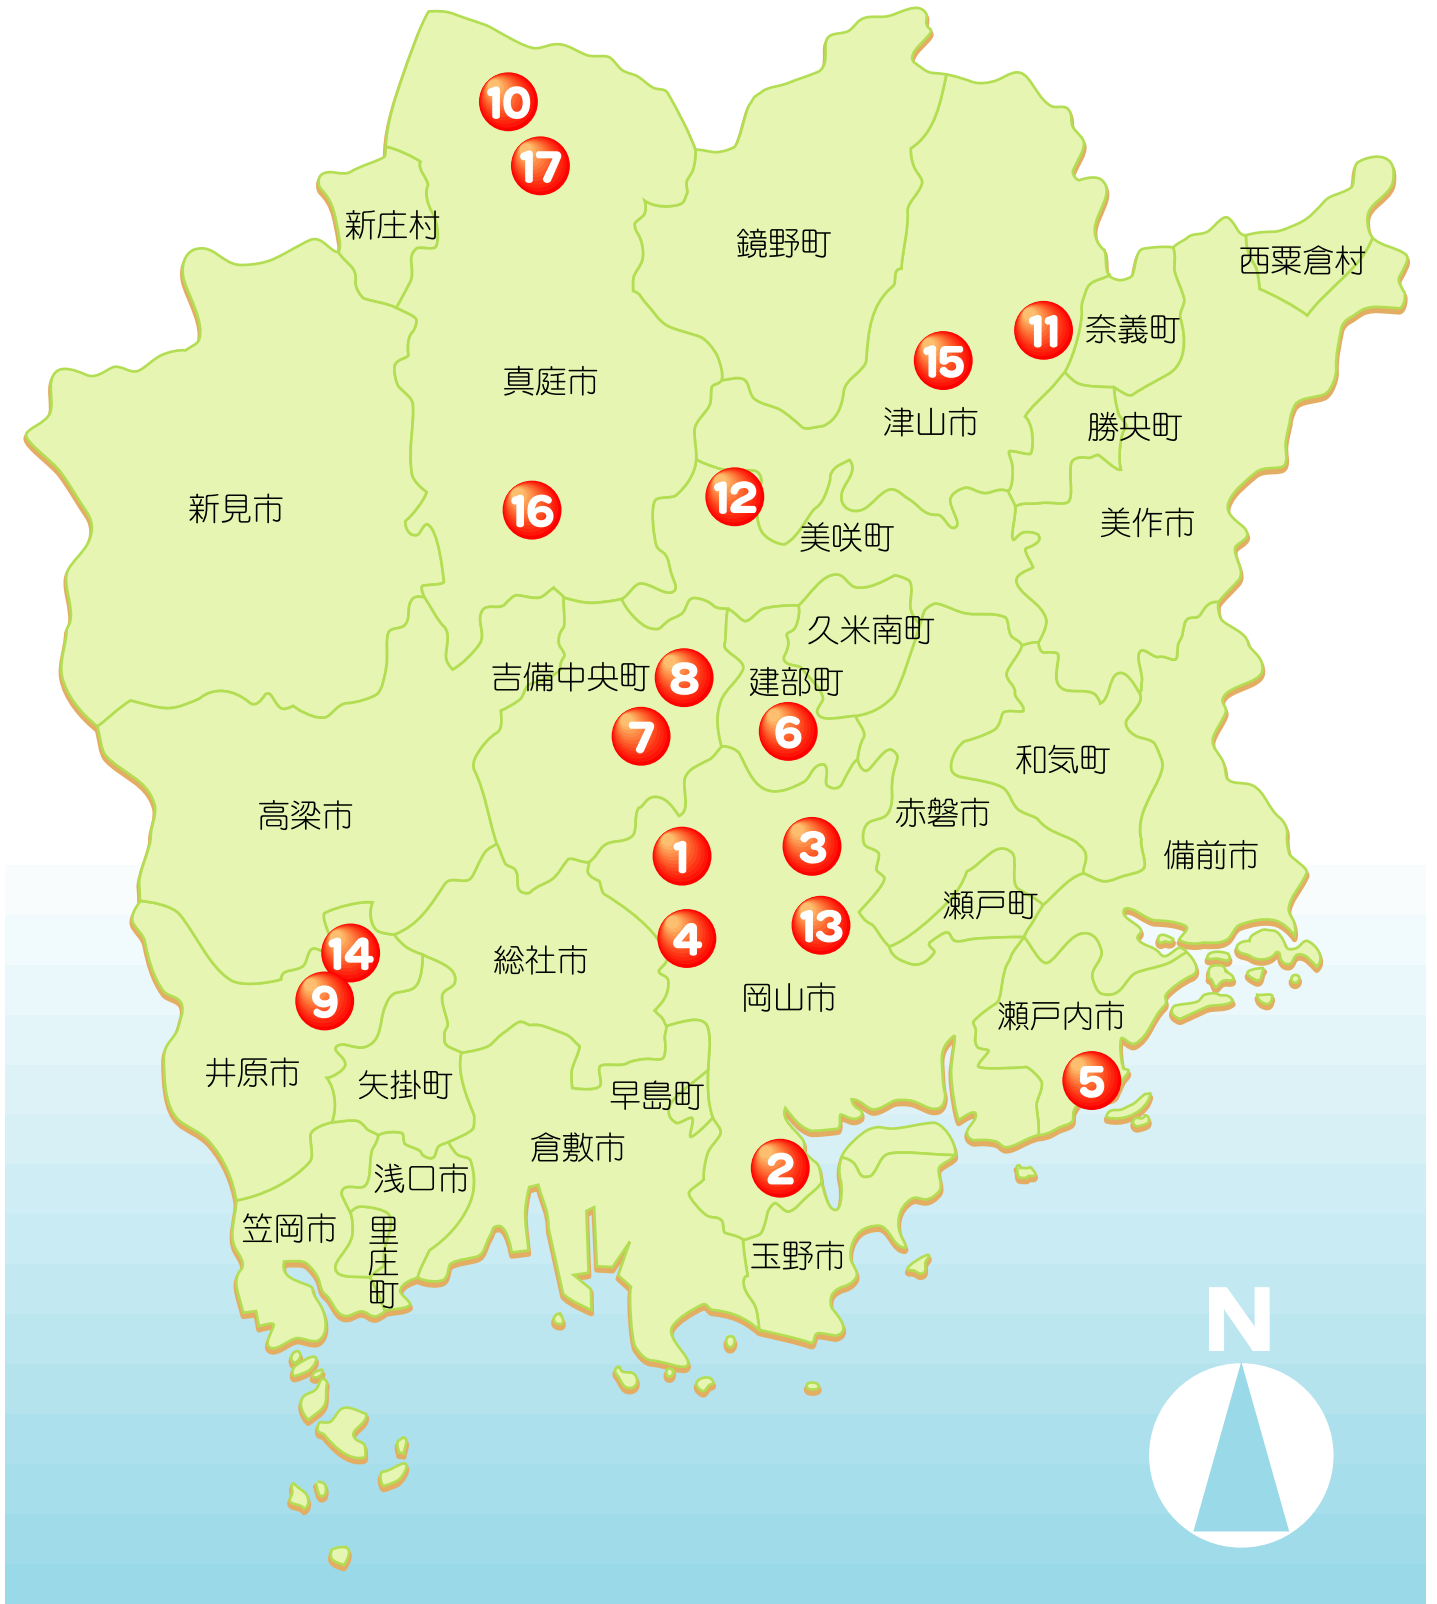 10
17
新庄村
鏡野町
西粟倉村
11
奈義町
15
真庭市
津山市
勝央町
12
新見市
16
美作市
美咲町
久米南町
吉備中央町
8
建部町
7
6
和気町
高梁市
赤磐市
1
3
備前市
瀬戸町
13
4
14
総社市
9
岡山市
瀬戸内市
井原市
矢掛町
5
早島町
倉敷市
2
浅口市
笠岡市
里庄町
玉野市
N